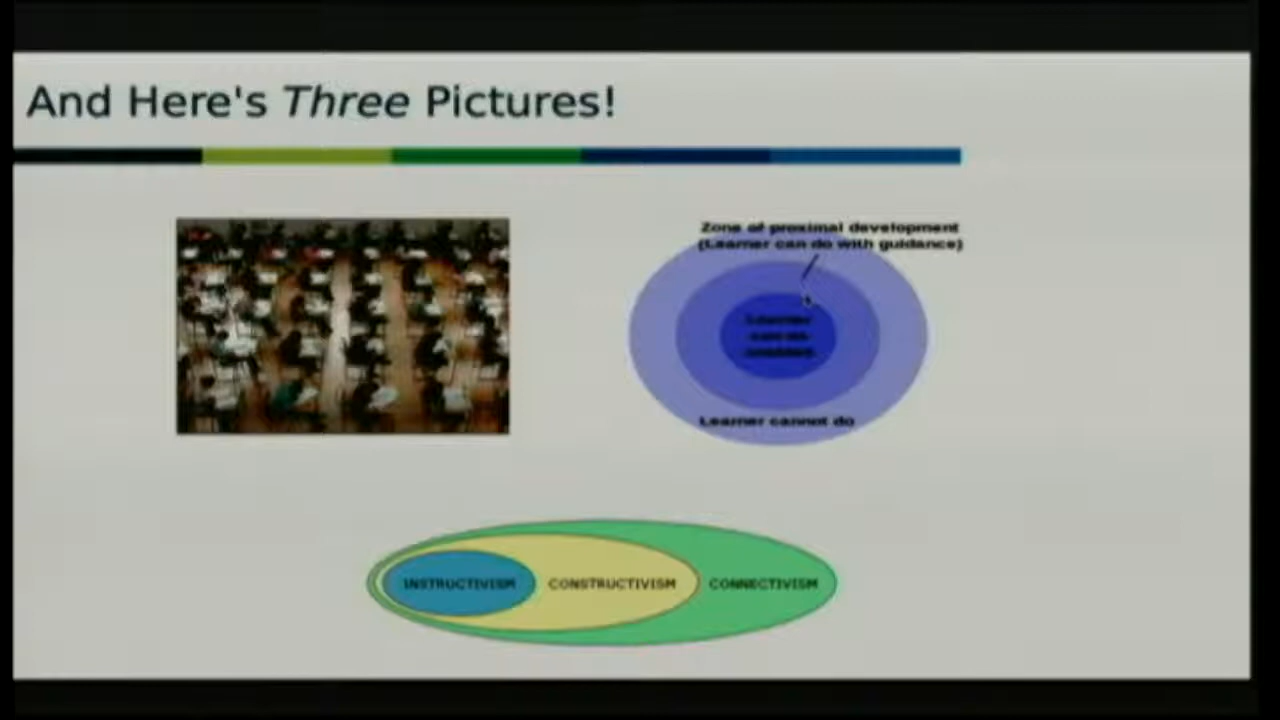 And Here's Three Pictures!
Zone of proximal development
(Learner can do with guidance)
Learner
Learner cannot do
INSTRUCTIVISM
CONSTRUCTIVISM
CONNECTIVISM